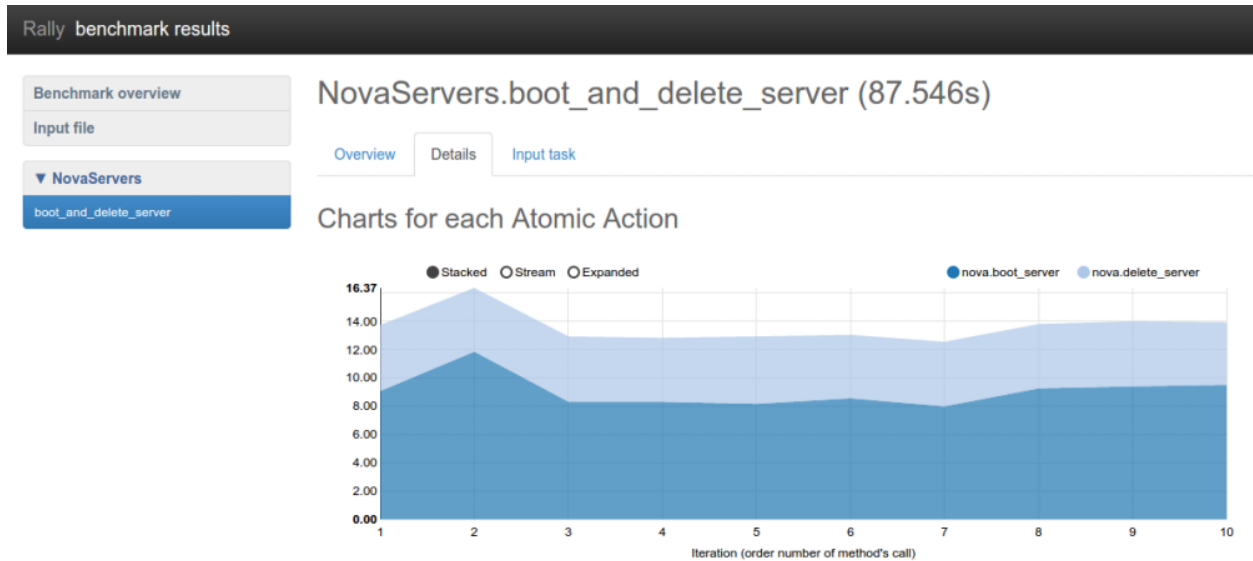 Rally benchmark results
Benchmark overview
Input file
▼ NovaServers
boot_and_delete_server
NovaServers.boot_and_delete_server (87.546s)
Overview Details Input task
Charts for each Atomic Action
Stacked Stream Expanded nova.boot_server nova.delete_server
16.37
14.00
12.00
10.00
8.00
6.00
4.00
2.00
0.00
1 2 3 4 5 6 7 8 9 10
Iteration (order number of method's call)